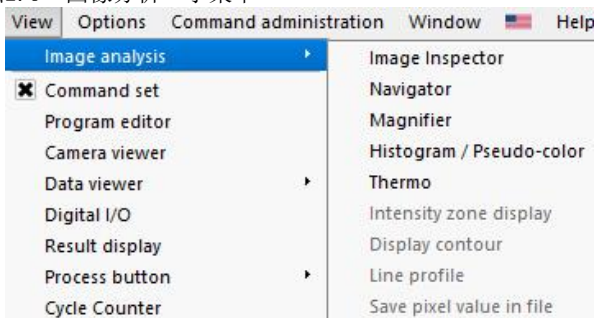 View Options Command administration Window Help
Image analysis
Command set
Program editor
Camera viewer
Data viewer
Digital I/O
Result display
Process button
Cycle Counter
Image Inspector
Navigator
Magnifier
Histogram / Pseudo-color
Thermo
Intensity zone display
Display contour
Line profile
Save pixel value in file